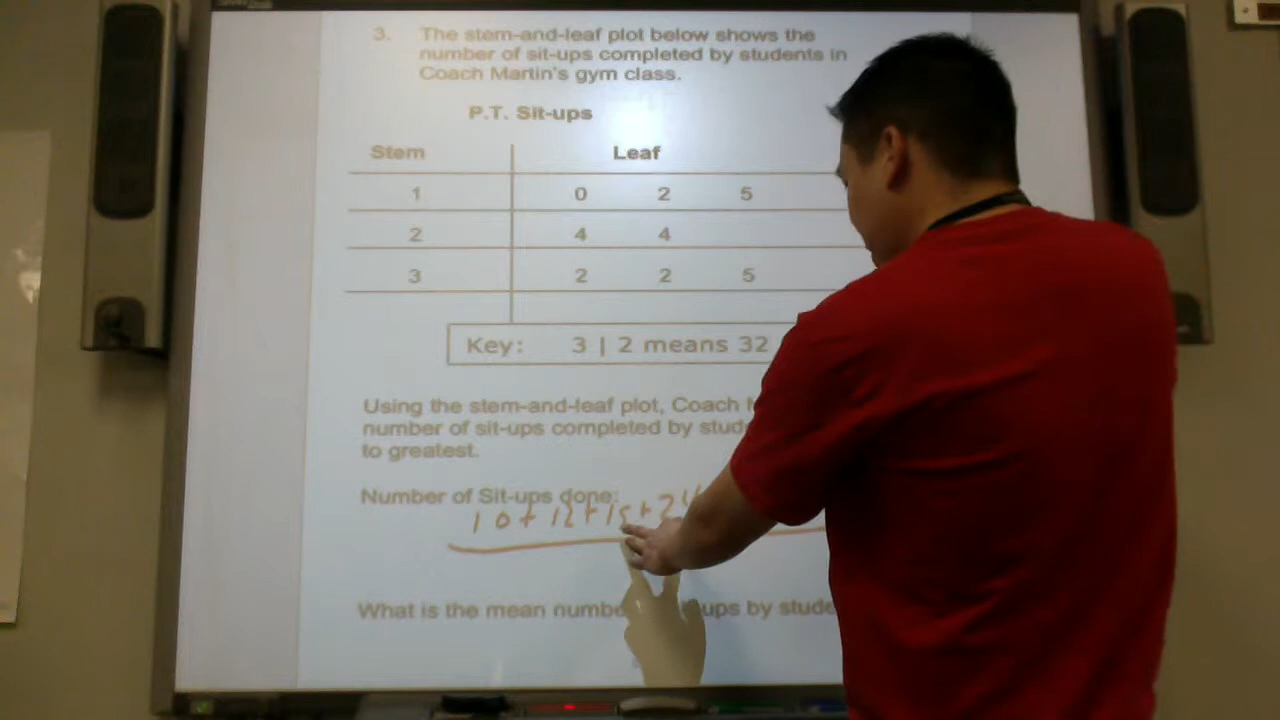 3. The stem-and-leaf plot below shows the
number of sit-ups completed by students in
Coach Martin's gym class.
P.T. Sit-ups
Stem Leaf
1 0 2 5
2 4 4
3 2 2 5
Key: 3 | 2 means 32
Using the stem-and-leaf plot, Coach
number of sit-ups completed by
to greatest.
Number of Sit-ups done:
10 + 12 + 15 + 24
What is the mean ups by